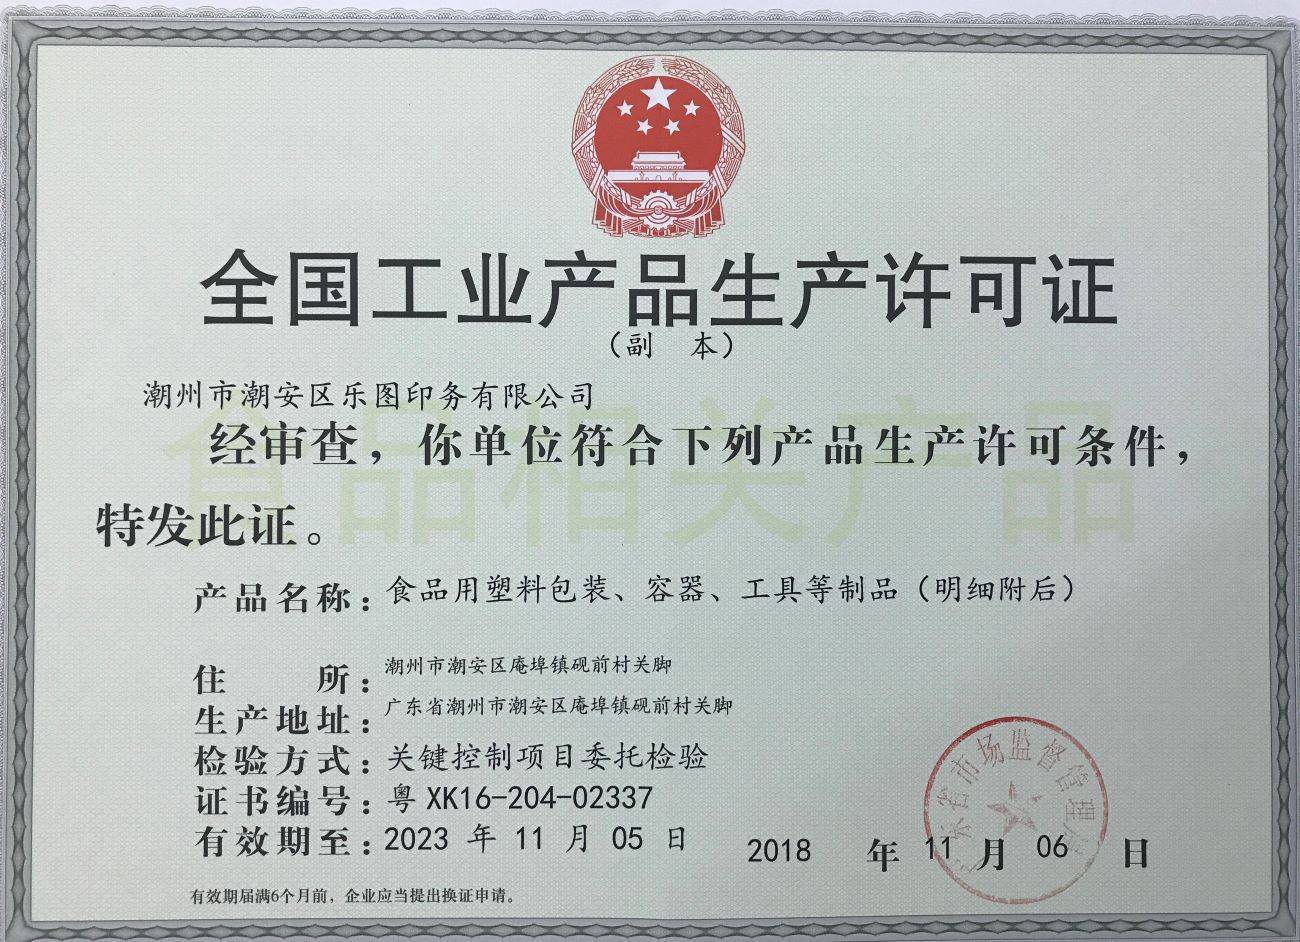 全国工业产品生产许可证
（副 本）
潮州市潮安区乐图印务有限公司
食品相关产品
经审查，你单位符合下列产品生产许可条件，
特发此证。
产品名称：食品用塑料包装、容器、工具等制品（明细附后）
住 所：潮州市潮安区庵埠镇砚前村关脚
生产地址：广东省潮州市潮安区庵埠镇砚前村关脚
检验方式：关键控制项目委托检验
证书编号：粤 XK16-204-02337
有效期至：2023 年 11 月 05 日
2018 年 11 月 06 日
东省市场监督管理局
有效期届满6个月前，企业应当提出换证申请。